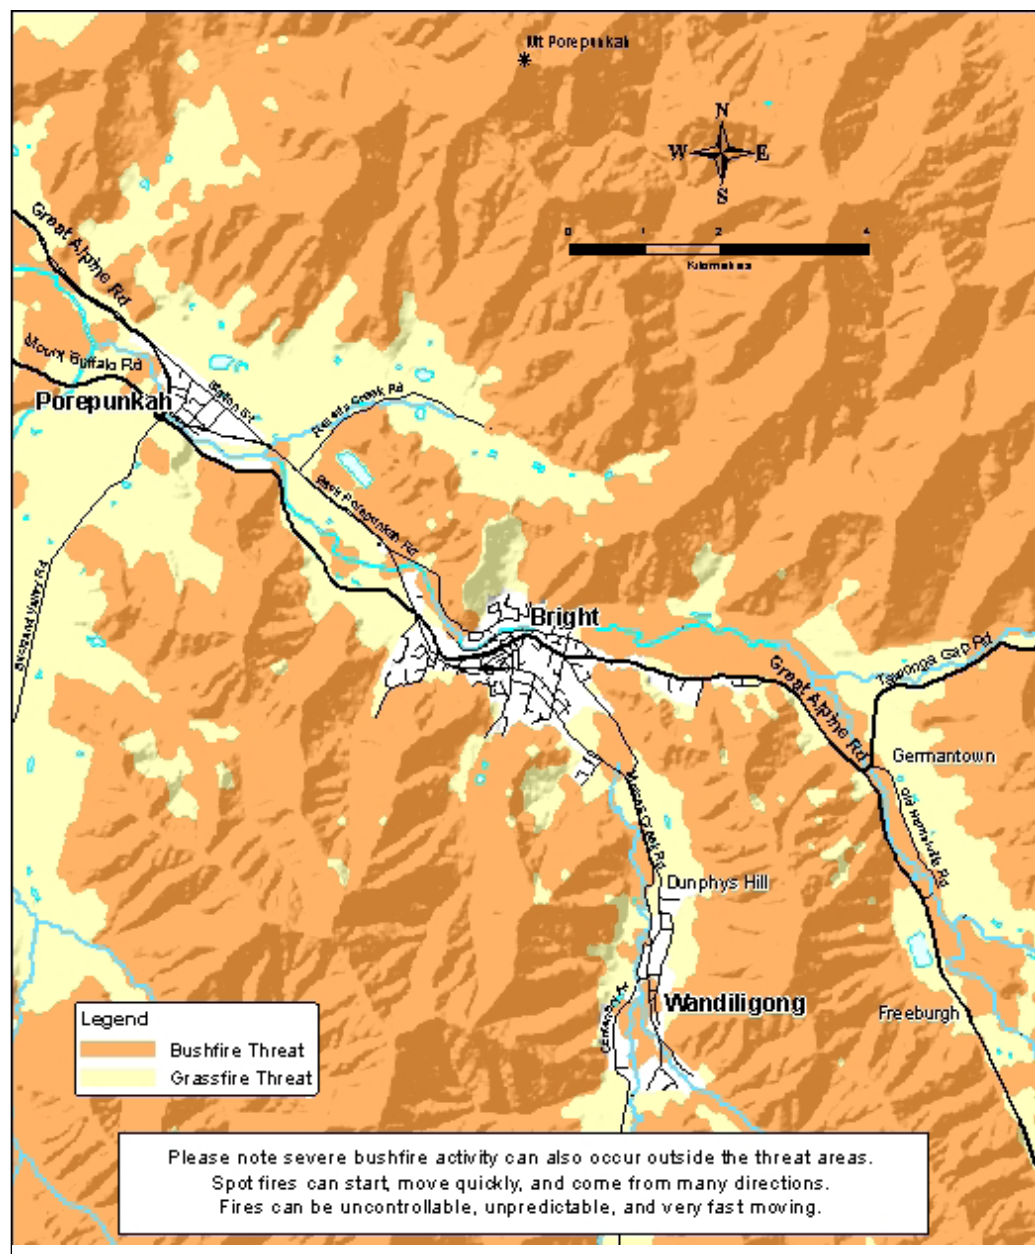 Mt Porepunkah
N
W E
S
0 1 2 4
Kilometres
Great Alpine Rd
Mount Buffalo Rd
Porepunkah
Station St
Roberts Creek Rd
Back Porepunkah Rd
Buckland Valley Rd
Bright
Tawonga Gap Rd
Great Alpine Rd
Germantown
Old Harrietville Rd
Morses Creek Rd
Dunphys Hill
Wandiligong
Freeburgh
Legend
Bushfire Threat
Grassfire Threat
Please note severe bushfire activity can also occur outside the threat areas.
Spot fires can start, move quickly, and come from many directions.
Fires can be uncontrollable, unpredictable, and very fast moving.